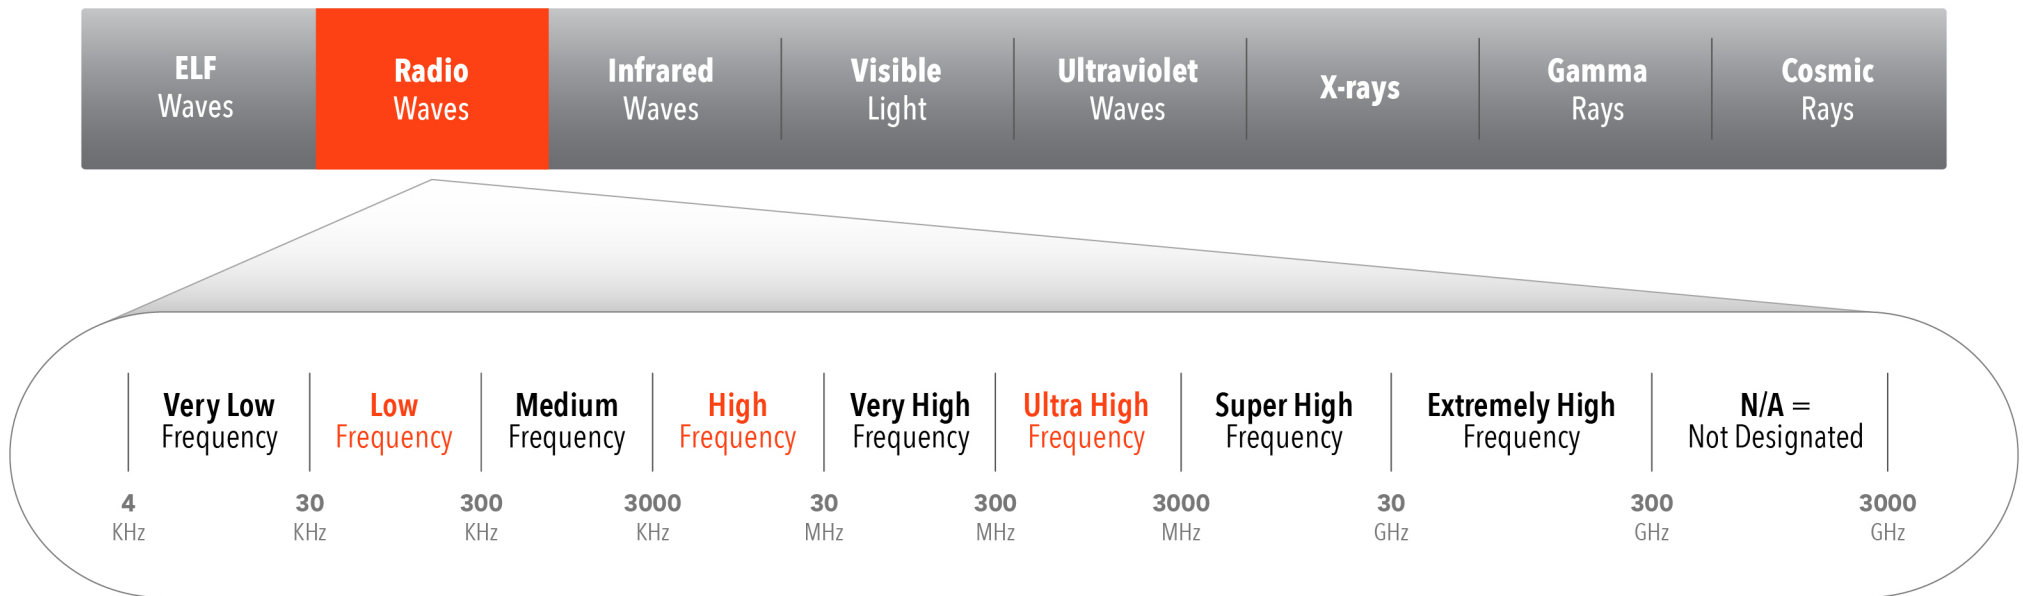 ELF
Waves
Radio
Waves
Infrared
Waves
Visible
Light
Ultraviolet
Waves
X-rays
Gamma
Rays
Cosmic
Rays
Very Low
Frequency
Low
Frequency
Medium
Frequency
High
Frequency
Very High
Frequency
Ultra High
Frequency
Super High
Frequency
Extremely High
Frequency
N/A =
Not Designated
4
KHz
30
KHz
300
KHz
3000
KHz
30
MHz
300
MHz
3000
MHz
30
GHz
300
GHz
3000
GHz